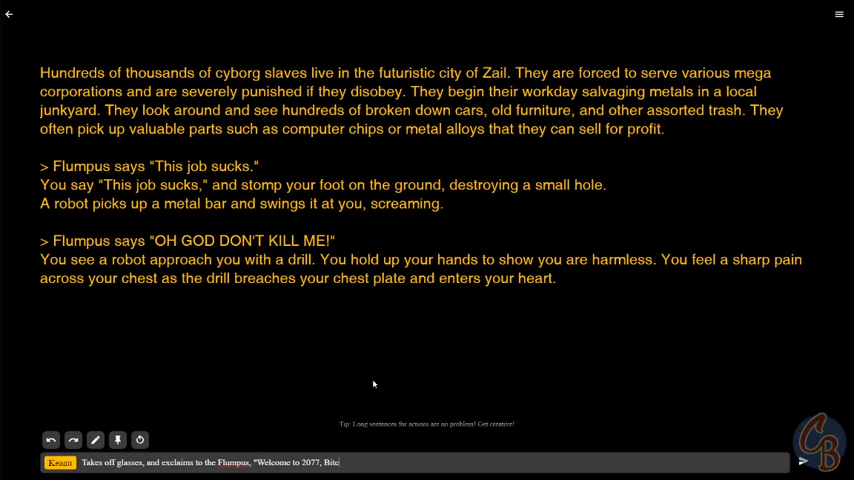 Hundreds of thousands of cyborg slaves live in the futuristic city of Zail. They are forced to serve various mega
corporations and are severely punished if they disobey. They begin their workday salvaging metals in a local
junkyard. They look around and see hundreds of broken down cars, old furniture, and other assorted trash. They
often pick up valuable parts such as computer chips or metal alloys that they can sell for profit.
> Flumpus says "This job sucks."
You say "This job sucks," and stomp your foot on the ground, destroying a small hole.
A robot picks up a metal bar and swings it at you, screaming.
> Flumpus says "OH GOD DON'T KILL ME!"
You see a robot approach you with a drill. You hold up your hands to show you are harmless. You feel a sharp pain
across your chest as the drill breaches your chest plate and enters your heart.
Tip: Long sentences for actions are no problem! Get creative!
Keanu Takes off glasses, and exclaims to the Flumpus, "Welcome to 2077, Bitc
CB